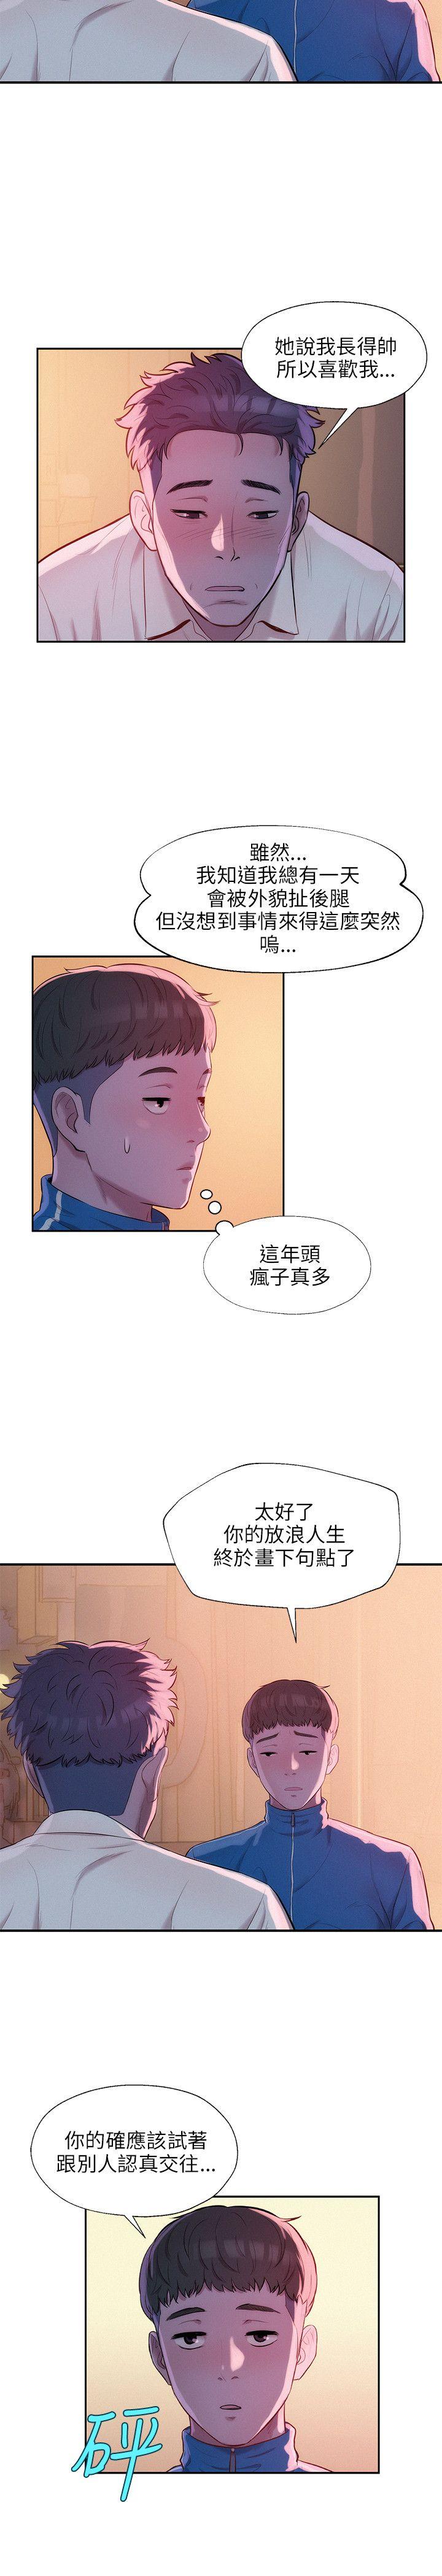 她說我長得帥
所以喜歡我...
雖然...
我知道我總有一天
會被外貌扯後腿
但沒想到事情來得這麼突然
嗚...
這年頭
瘋子真多
太好了
你的放浪人生
終於畫下句點了
你的確應該試著
跟別人認真交往...
砰